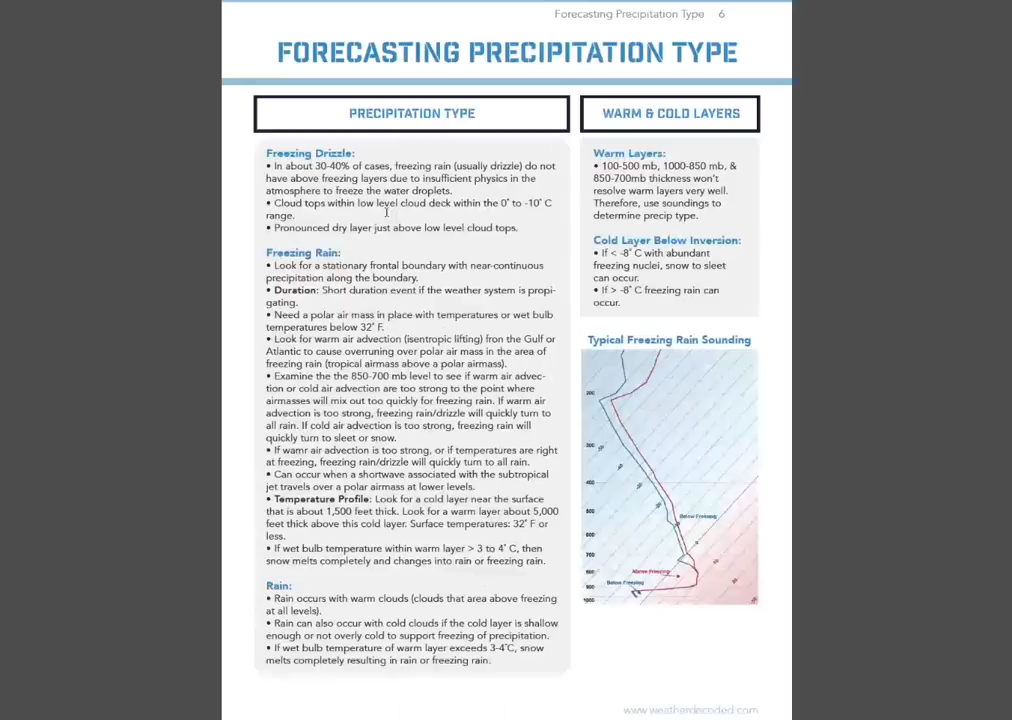 Forecasting Precipitation Type 6
FORECASTING PRECIPITATION TYPE
PRECIPITATION TYPE
Freezing Drizzle:
• In about 30-40% of cases, freezing rain (usually drizzle) do not
have above freezing layers due to insufficient physics in the
atmosphere to freeze the water droplets.
• Cloud tops within low level cloud deck within the 0° to -10° C
range.
• Pronounced dry layer just above low level cloud tops.
Freezing Rain:
• Look for a stationary frontal boundary with near-continuous
precipitation along the boundary.
• Duration: Short duration event if the weather system is propi-
gating.
• Need a polar air mass in place with temperatures or wet bulb
temperatures below 32° F.
• Look for warm air advection (isentropic lifting) fron the Gulf or
Atlantic to cause overruning over polar air mass in the area of
freezing rain (tropical airmass above a polar airmass).
• Examine the the 850-700 mb level to see if warm air advec-
tion or cold air advection are too strong to the point where
airmasses will mix out too quickly for freezing rain. If warm air
advection is too strong, freezing rain/drizzle will quickly turn to
all rain. If cold air advection is too strong, freezing rain will
quickly turn to sleet or snow.
• If wamr air advection is too strong, or if temperatures are right
at freezing, freezing rain/drizzle will quickly turn to all rain.
• Can occur when a shortwave associated with the subtropical
jet travels over a polar airmass at lower levels.
• Temperature Profile: Look for a cold layer near the surface
that is about 1,500 feet thick. Look for a warm layer about 5,000
feet thick above this cold layer. Surface temperatures: 32° F or
less.
• If wet bulb temperature within warm layer > 3 to 4° C, then
snow melts completely and changes into rain or freezing rain.
Rain:
• Rain occurs with warm clouds (clouds that area above freezing
at all levels).
• Rain can also occur with cold clouds if the cold layer is shallow
enough or not overly cold to support freezing of precipitation.
• If wet bulb temperature of warm layer exceeds 3-4°C, snow
melts completely resulting in rain or freezing rain.
WARM & COLD LAYERS
Warm Layers:
• 100-500 mb, 1000-850 mb, &
850-700mb thickness won't
resolve warm layers very well.
Therefore, use soundings to
determine precip type.
Cold Layer Below Inversion:
• If < -8° C with abundant
freezing nuclei, snow to sleet
can occur.
• If > -8° C freezing rain can
occur.
Typical Freezing Rain Sounding
200
300
400
500
Below Freezing
600
700
800
Above Freezing
Below Freezing
900
1000
www.weatherdecoded.com